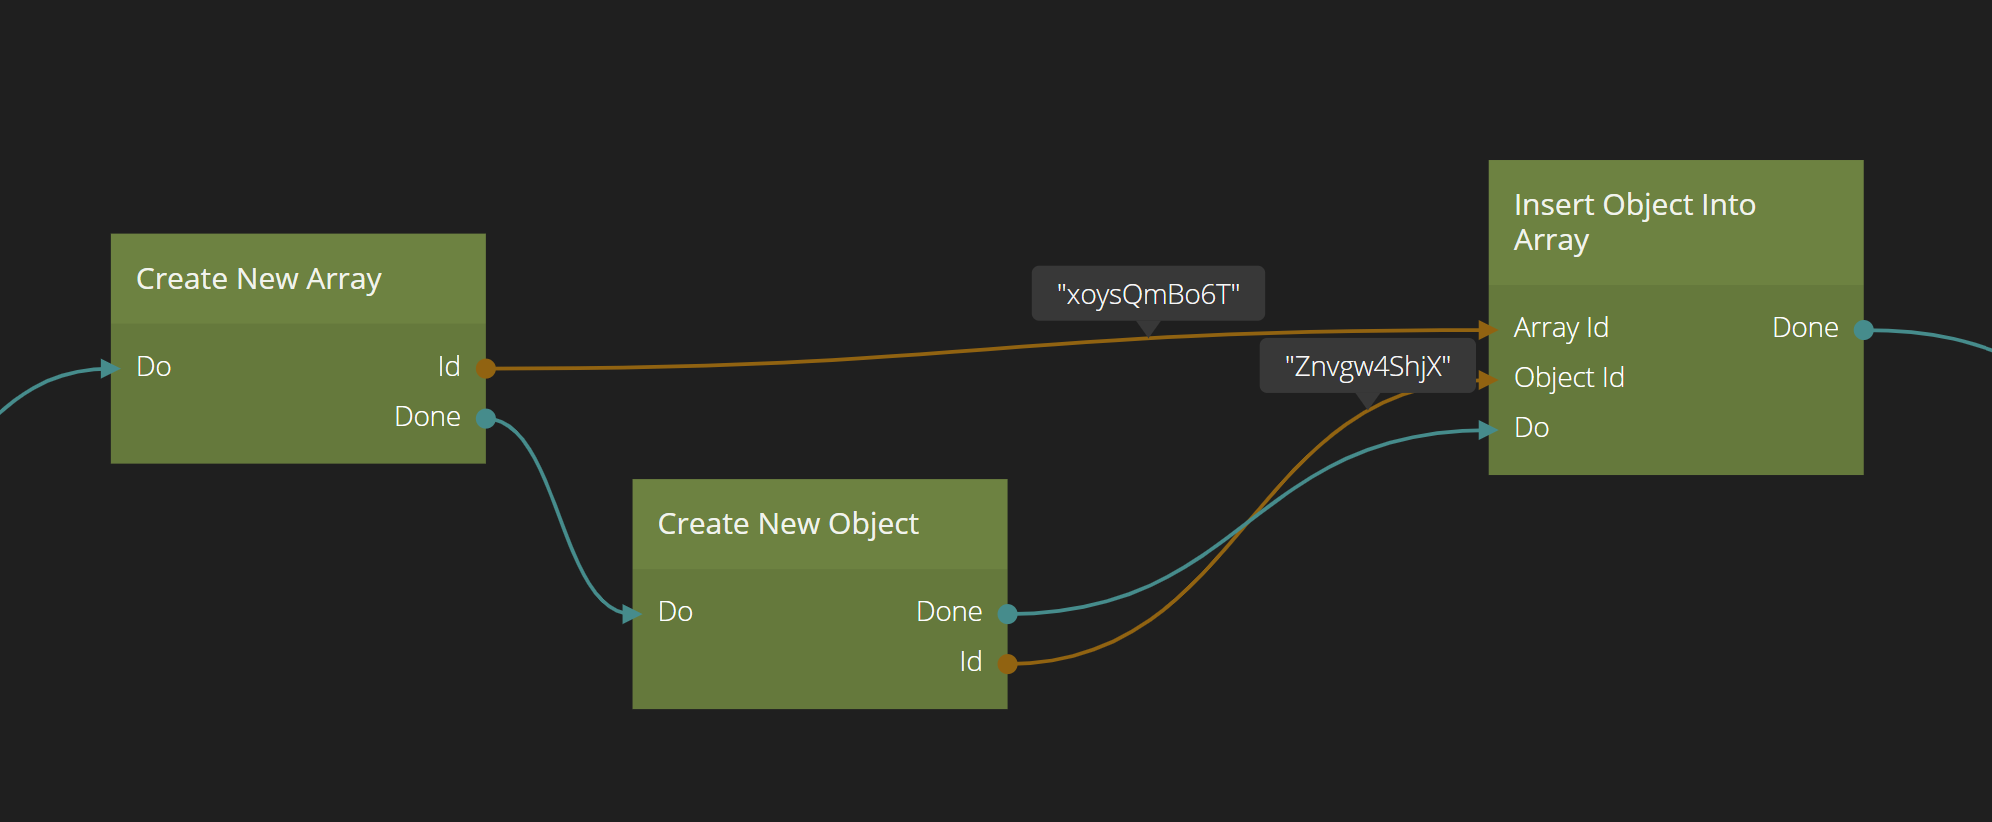 Create New Array
Do
Id
Done
Create New Object
Do
Done
Id
"xoysQmBo6T"
"Znvgw4ShjX"
Insert Object Into
Array
Array Id
Done
Object Id
Do